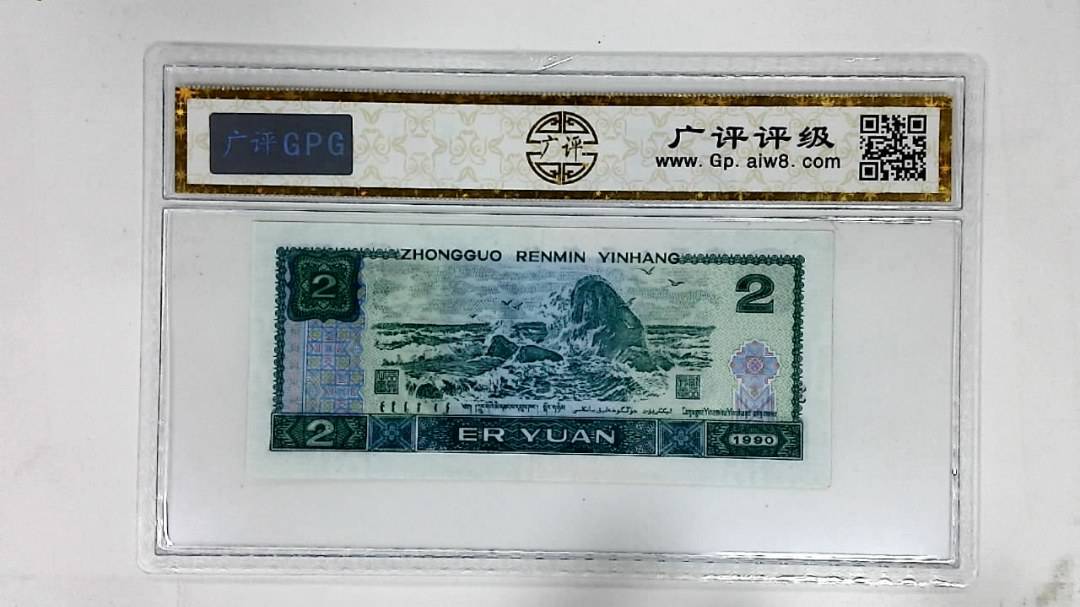 广评GPG
广评
广评评级
www. Gp. aiw8. com
ZHONGGUO RENMIN YINHANG
2
2
2
ER YUAN
1990